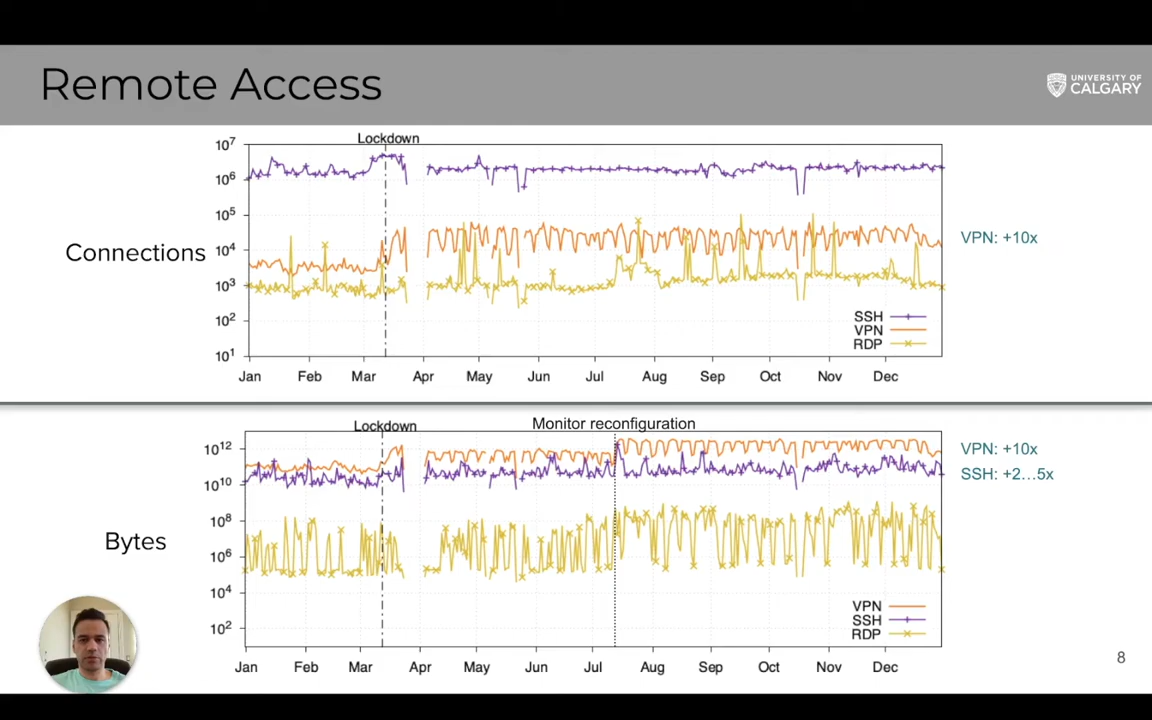 Remote Access
UNIVERSITY OF
CALGARY
Lockdown
10^7
10^6
10^5
10^4
10^3
10^2
10^1
Connections
VPN: +10x
SSH
VPN
RDP
Jan Feb Mar Apr May Jun Jul Aug Sep Oct Nov Dec
Lockdown
Monitor reconfiguration
10^12
10^10
10^8
10^6
10^4
10^2
Bytes
VPN: +10x
SSH: +2...5x
VPN
SSH
RDP
Jan Feb Mar Apr May Jun Jul Aug Sep Oct Nov Dec
8